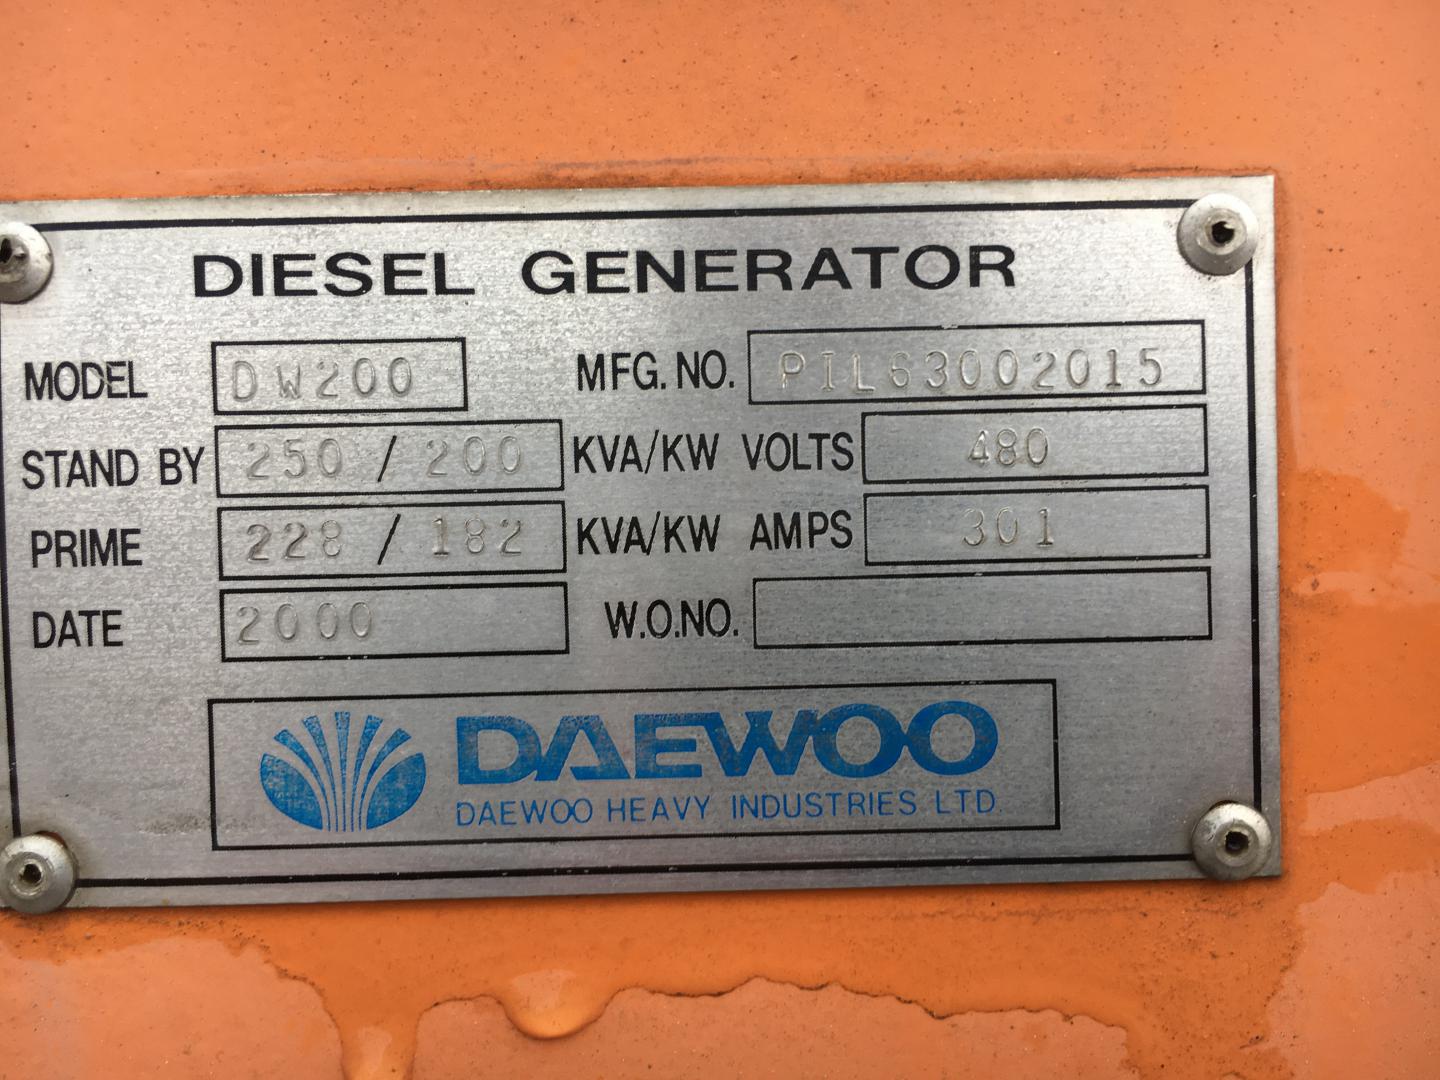 DIESEL GENERATOR
MODEL DW200 MFG. NO. PIL63002015
STAND BY 250 / 200 KVA/KW VOLTS 480
PRIME 228 / 182 KVA/KW AMPS 301
DATE 2000 W.O.NO.
DAEWOO
DAEWOO HEAVY INDUSTRIES LTD.